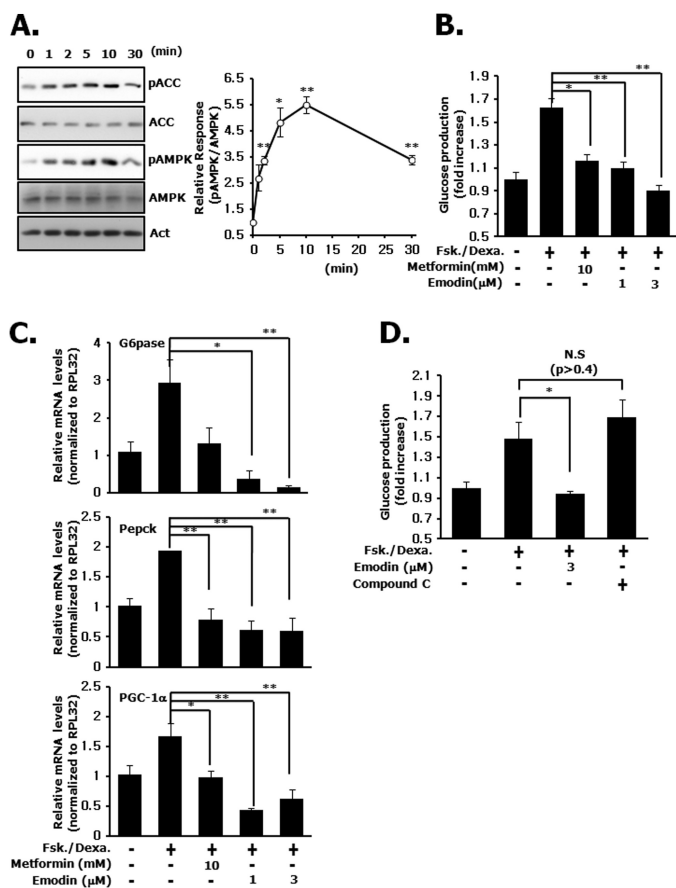 A.
0 1 2 5 10 30 (min)
pACC
ACC
pAMPK
AMPK
Act
Relative Response
(pAMPK/AMPK)
6.5
5.5
4.5
3.5
2.5
1.5
0.5
** * ** **
0 5 10 15 20 25 30
(min)
B.
Glucose production
(fold increase)
1.9
1.7
1.5
1.3
1.1
0.9
0.7
0.5
**
**
*
Fsk./Dexa. - + + + +
Metformin(mM) - - 10 - -
Emodin(μM) - - - 1 3
C.
G6pase
Relative mRNA levels
(normalized to RPL32)
4
3
2
1
0
**
*
Pepck
Relative mRNA levels
(normalized to RPL32)
2.5
2
1.5
1
0.5
0
**
**
**
PGC-1α
Relative mRNA levels
(normalized to RPL32)
2.5
2
1.5
1
0.5
0
**
**
*
Fsk./Dexa. - + + + +
Metformin (mM) - - 10 - -
Emodin (μM) - - - 1 3
D.
N.S
(p>0.4)
*
Glucose production
(fold increase)
2.1
1.9
1.7
1.5
1.3
1.1
0.9
0.7
0.5
Fsk./Dexa. - + + +
Emodin (μM) - - 3 -
Compound C - - - +